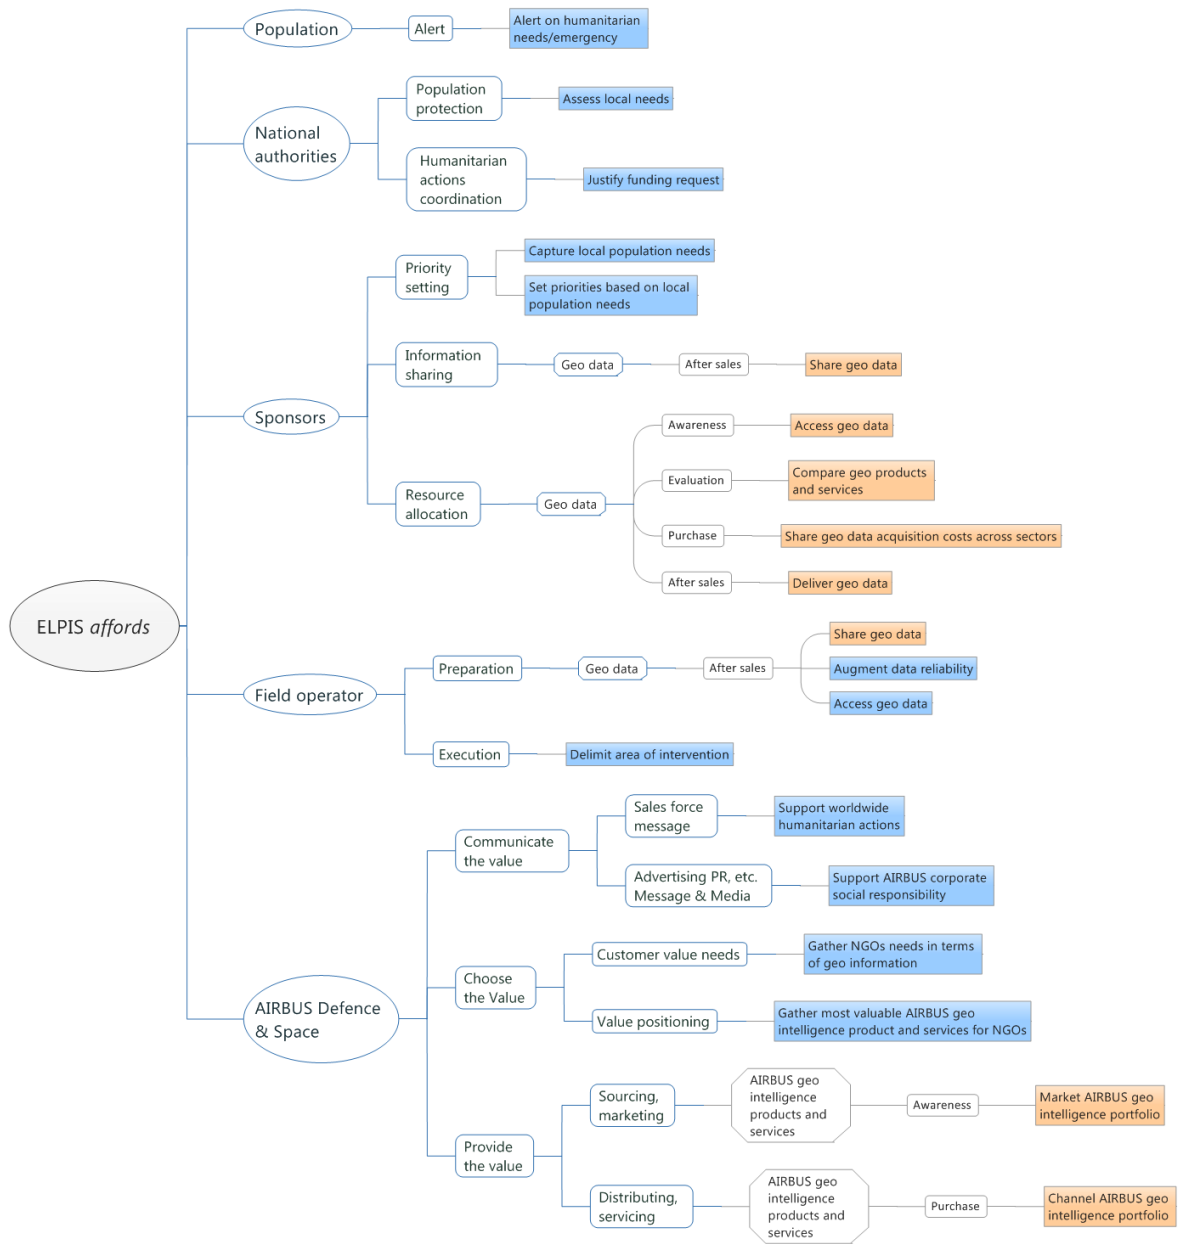 Population
Alert
Alert on humanitarian
needs/emergency
National
authorities
Population
protection
Assess local needs
Humanitarian
actions
coordination
Justify funding request
Sponsors
Priority
setting
Capture local population needs
Set priorities based on local
population needs
Information
sharing
Geo data
After sales
Share geo data
Resource
allocation
Geo data
Awareness
Access geo data
Evaluation
Compare geo products
and services
Purchase
Share geo data acquisition costs across sectors
After sales
Deliver geo data
ELPIS affords
Field operator
Preparation
Geo data
After sales
Share geo data
Augment data reliability
Access geo data
Execution
Delimit area of intervention
AIRBUS Defence
& Space
Communicate
the value
Sales force
message
Support worldwide
humanitarian actions
Advertising PR, etc.
Message & Media
Support AIRBUS corporate
social responsibility
Choose
the Value
Customer value needs
Gather NGOs needs in terms
of geo information
Value positioning
Gather most valuable AIRBUS geo
intelligence product and services for NGOs
Provide
the value
Sourcing,
marketing
AIRBUS geo
intelligence
products and
services
Awareness
Market AIRBUS geo
intelligence portfolio
Distributing,
servicing
AIRBUS geo
intelligence
products and
services
Purchase
Channel AIRBUS geo
intelligence portfolio